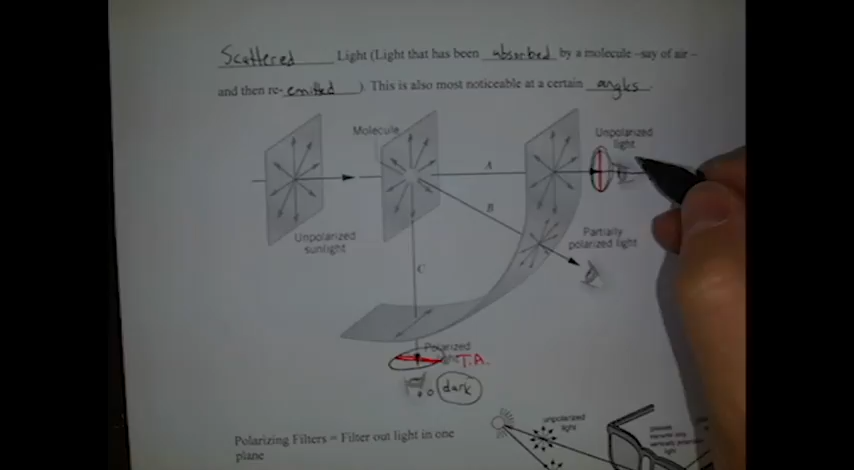 Scattered Light (Light that has been absorbed by a molecule –say of air –
and then re-emitted ). This is also most noticeable at a certain angles.
Molecule
Unpolarized
light
A
B
Unpolarized
sunlight
Partially
polarized light
C
Polarized
T.A.
dark
Polarizing Filters = Filter out light in one
plane
unpolarized
light